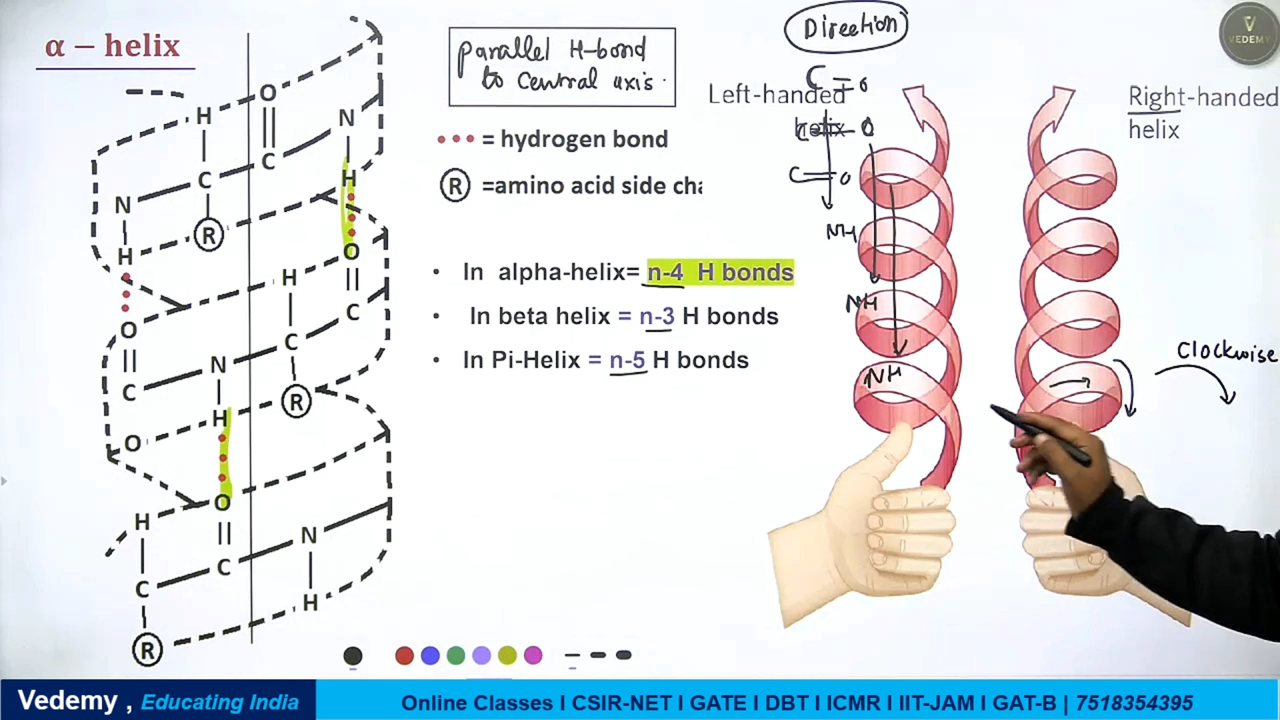 α – helix
parallel H-bond
to central axis.
= hydrogen bond
R =amino acid side cha
• In alpha-helix= n-4 H bonds
• In beta helix = n-3 H bonds
• In Pi-Helix = n-5 H bonds
Direction
C = O
C = O
C = O
NH
NH
NH
Left-handed
helix
Right-handed
helix
Clockwise
VEDEMY
H O N
C C
N C H
H R
H O
O C
N C
C H
O R
H O
N
C C
H
R
Vedemy , Educating India
Online Classes I CSIR-NET I GATE I DBT I ICMR I IIT-JAM I GAT-B | 7518354395